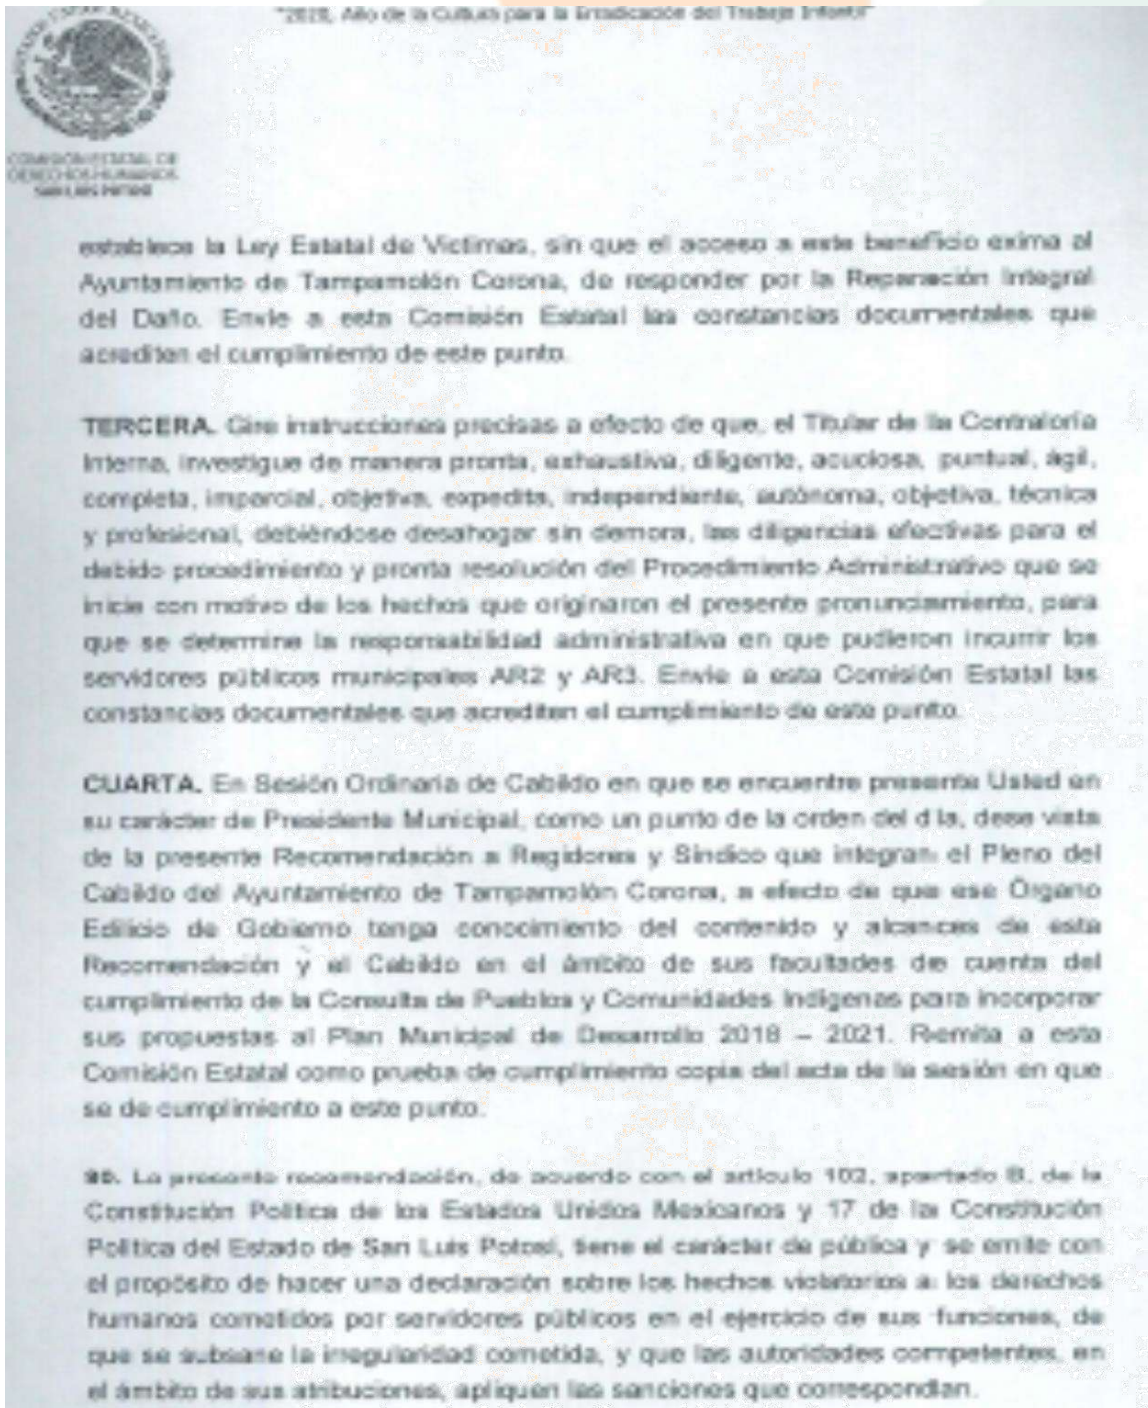 "2020, Año de la Cultura para la Erradicación del Trabajo Infantil"
COMISIÓN ESTATAL DE
DERECHOS HUMANOS
SAN LUIS POTOSÍ
establece la Ley Estatal de Víctimas, sin que el acceso a este beneficio exima al
Ayuntamiento de Tampamolón Corona, de responder por la Reparación Integral
del Daño. Envíe a esta Comisión Estatal las constancias documentales que
acrediten el cumplimiento de este punto.
TERCERA. Gire instrucciones precisas a efecto de que, el Titular de la Contraloría
Interna, investigue de manera pronta, exhaustiva, diligente, acuciosa, puntual, ágil,
completa, imparcial, objetiva, expedita, independiente, autónoma, objetiva, técnica
y profesional, debiéndose desahogar sin demora, las diligencias efectivas para el
debido procedimiento y pronta resolución del Procedimiento Administrativo que se
inicie con motivo de los hechos que originaron el presente pronunciamiento, para
que se determine la responsabilidad administrativa en que pudieron incurrir los
servidores públicos municipales AR2 y AR3. Envíe a esta Comisión Estatal las
constancias documentales que acrediten el cumplimiento de este punto.
CUARTA. En Sesión Ordinaria de Cabildo en que se encuentre presente Usted en
su carácter de Presidente Municipal, como un punto de la orden del día, dese vista
de la presente Recomendación a Regidores y Síndico que integran el Pleno del
Cabildo del Ayuntamiento de Tampamolón Corona, a efecto de que ese Órgano
Edilicio de Gobierno tenga conocimiento del contenido y alcances de esta
Recomendación y el Cabildo en el ámbito de sus facultades de cuenta del
cumplimiento de la Consulta de Pueblos y Comunidades Indígenas para incorporar
sus propuestas al Plan Municipal de Desarrollo 2018 – 2021. Remita a esta
Comisión Estatal como prueba de cumplimiento copia del acta de la sesión en que
se de cumplimiento a este punto.
90. La presente recomendación, de acuerdo con el artículo 102, apartado B, de la
Constitución Política de los Estados Unidos Mexicanos y 17 de la Constitución
Política del Estado de San Luis Potosí, tiene el carácter de pública y se emite con
el propósito de hacer una declaración sobre los hechos violatorios a los derechos
humanos cometidos por servidores públicos en el ejercicio de sus funciones, de
que se subsane la irregularidad cometida, y que las autoridades competentes, en
el ámbito de sus atribuciones, apliquen las sanciones que correspondan.